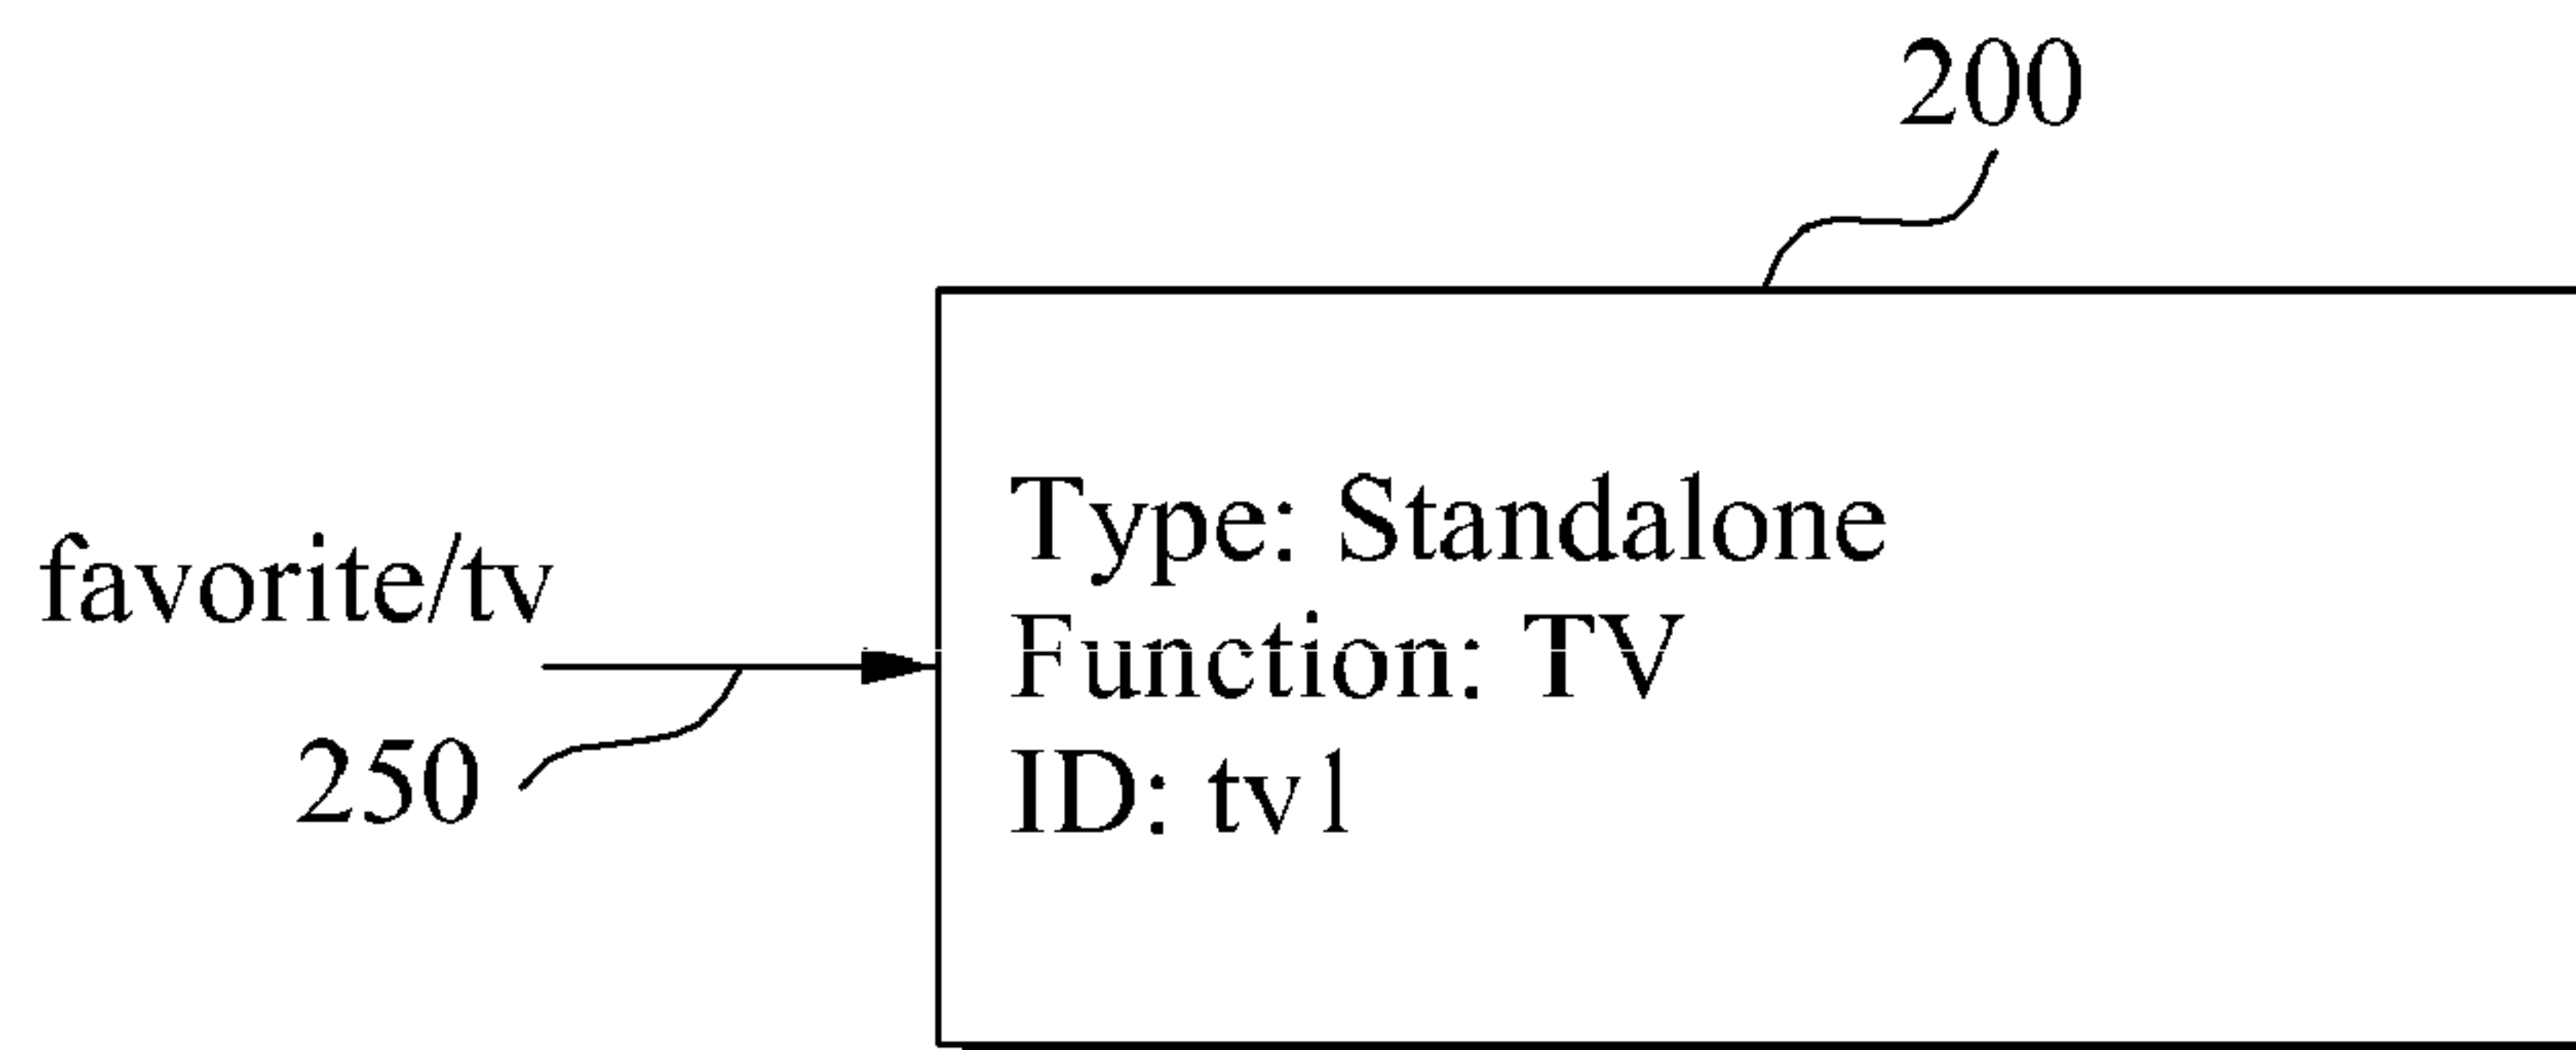 200
Type: Standalone
favorite/tv
Function: TV
250
ID: tv1